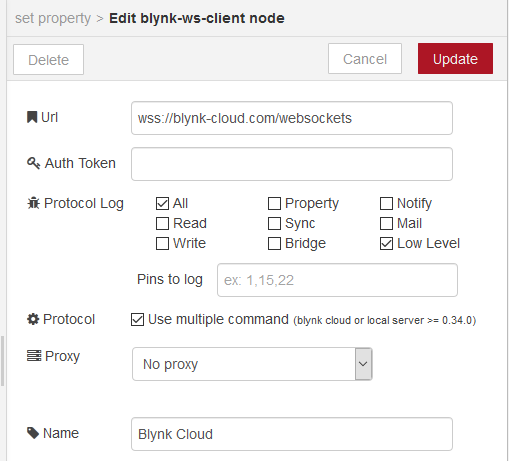 set property > Edit blynk-ws-client node
Delete Cancel Update
Url wss://blynk-cloud.com/websockets
Auth Token
Protocol Log All Property Notify
Read Sync Mail
Write Bridge Low Level
Pins to log ex: 1,15,22
Protocol Use multiple command (blynk cloud or local server >= 0.34.0)
Proxy No proxy
Name Blynk Cloud